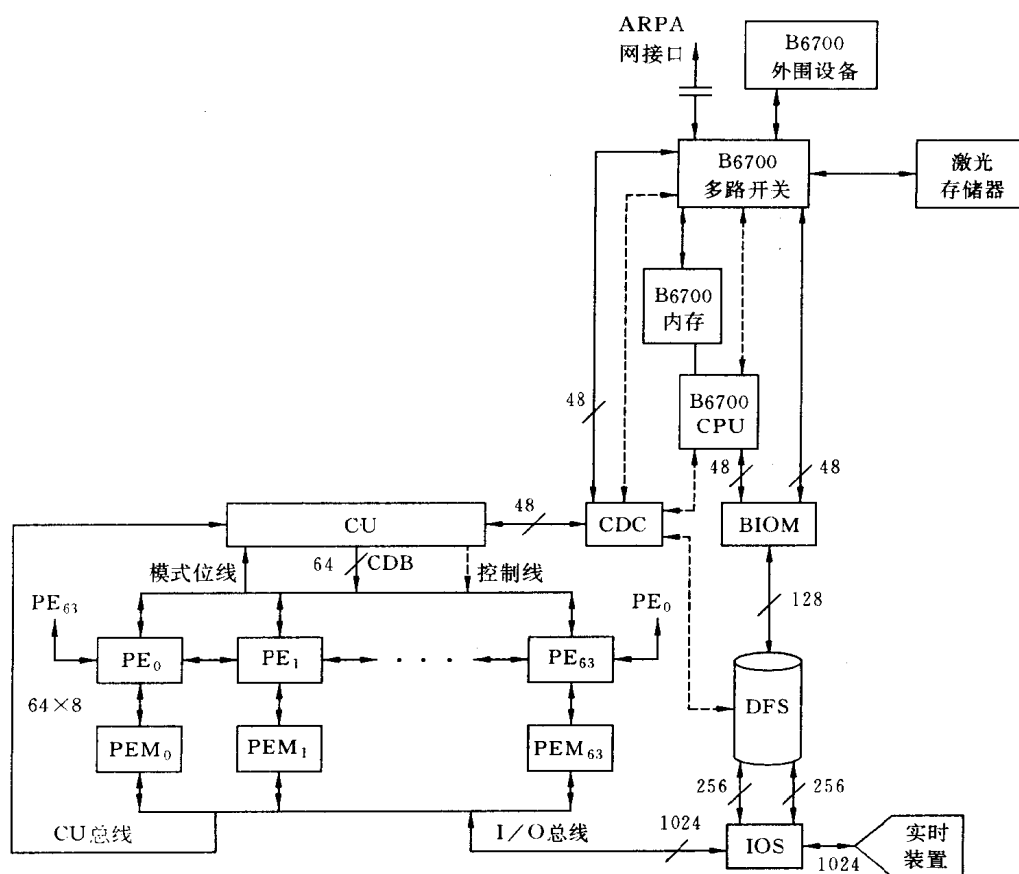 ARPA
网接口
B6700
外围设备
B6700
多路开关
激光
存储器
B6700
内存
B6700
CPU
48
48
48
CU
48
CDC
BIOM
模式位线
64
CDB
控制线
128
PE₆₃
PE₀
PE₀
PE₁
· · ·
PE₆₃
DFS
64×8
PEM₀
PEM₁
PEM₆₃
256
256
CU总线
I/O总线
1024
IOS
1024
实时
装置